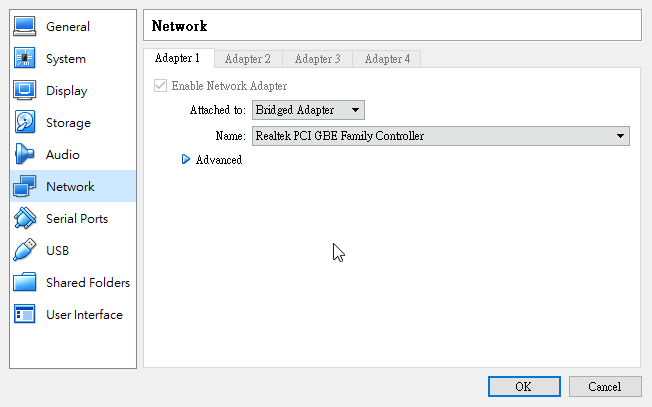 General
System
Display
Storage
Audio
Network
Serial Ports
USB
Shared Folders
User Interface
Network
Adapter 1 Adapter 2 Adapter 3 Adapter 4
Enable Network Adapter
Attached to: Bridged Adapter
Name: Realtek PCI GBE Family Controller
Advanced
OK Cancel